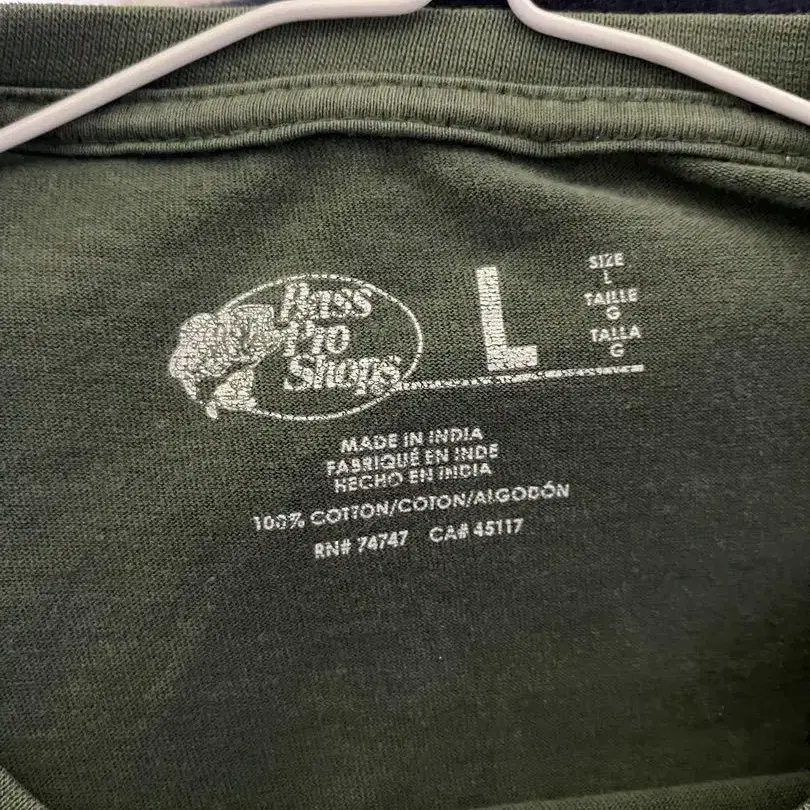 Bass
Pro
Shops
L
SIZE
L
TAILLE
G
TALLA
G
MADE IN INDIA
FABRIQUÉ EN INDE
HECHO EN INDIA
100% COTTON/COTON/ALGODÓN
RN# 74747 CA# 45117